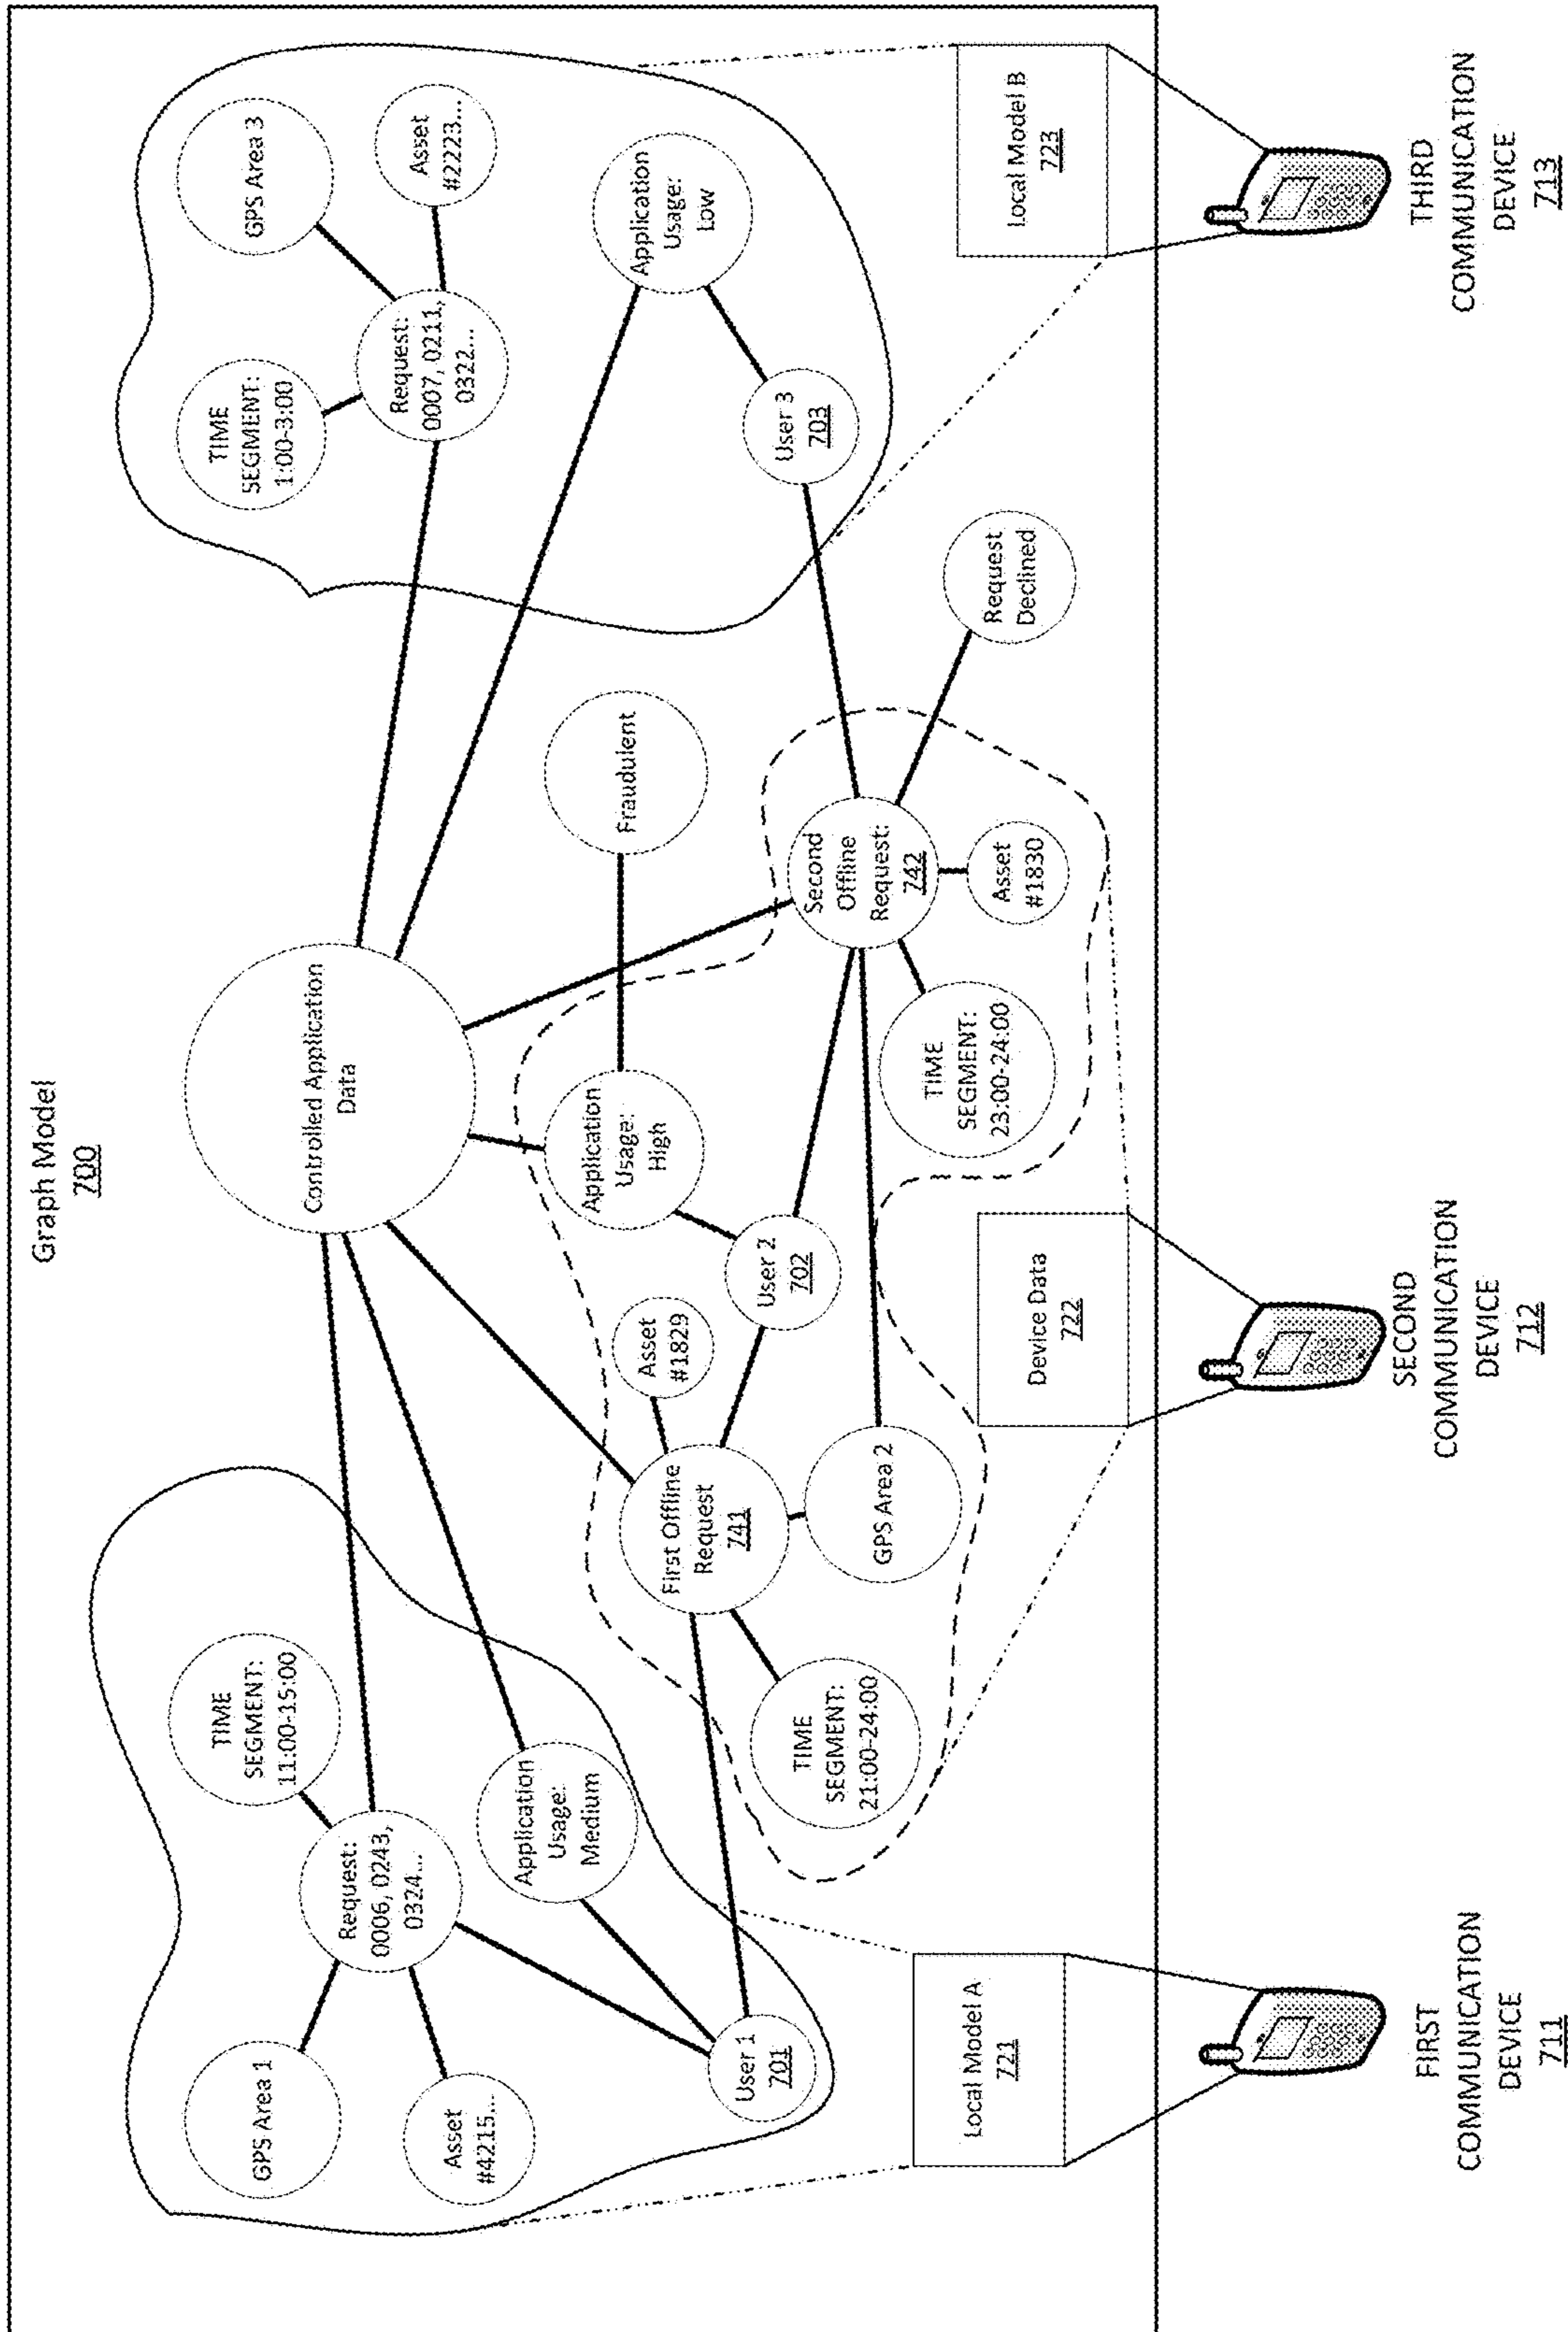 Graph Model
700
Controlled Application
Data
GPS Area 1
TIME
SEGMENT:
11:00-15:00
Request:
0006, 0243,
0324...
Asset
#4215...
Application
Usage:
Medium
User 1
701
First Offline
Request
741
Asset
#1829
TIME
SEGMENT:
21:00-24:00
GPS Area 2
User 2
702
Application
Usage:
High
Fraudulent
Second
Offline
Request:
742
TIME
SEGMENT:
23:00-24:00
Asset
#1830
Request
Declined
TIME
SEGMENT:
1:00-3:00
GPS Area 3
Request:
0007, 0211,
0322...
Asset
#2223...
Application
Usage:
Low
User 3
703
Local Model A
721
Device Data
722
Local Model B
723
FIRST
COMMUNICATION
DEVICE
711
SECOND
COMMUNICATION
DEVICE
712
THIRD
COMMUNICATION
DEVICE
713